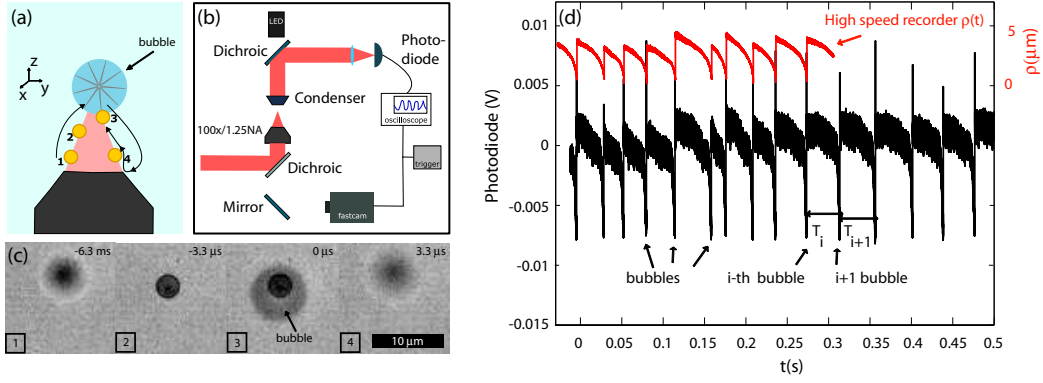 (a)
bubble
z
x
y
3
2
1
4
(b)
LED
Dichroic
Photo-
diode
Condenser
oscilloscope
100x/1.25NA
trigger
Dichroic
Mirror
fastcam
(c)
-6.3 ms
-3.3 µs
0 µs
3.3 µs
bubble
1
2
3
4
10 µm
(d)
High speed recorder ρ(t)
0.01
0.005
0
-0.005
-0.01
-0.015
Photodiode (V)
5
0
ρ(µm)
T i
T i+1
bubbles
i-th bubble
i+1 bubble
0 0.05 0.1 0.15 0.2 0.25 0.3 0.35 0.4 0.45 0.5
t(s)